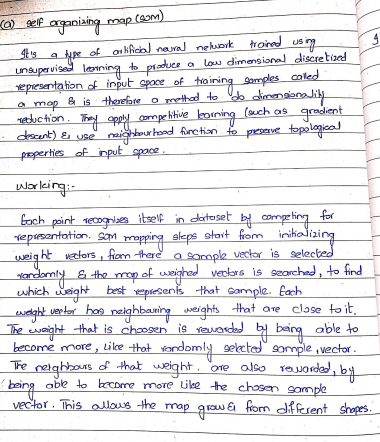 (a) self organising map (SOM)
It's a type of artificial neural network trained using
unsupervised learning to produce a low dimensional discretized
representation of input space of training samples called
a map & is therefore a method to do dimensionality
reduction. They apply competitive learning (such as gradient
descent) & use neighbourhood function to preserve topological
properties of input space.
Working:-
Each point recognises itself in dataset by competing for
representation. SOM mapping steps start from initializing
weight vectors, from there a sample vector is selected
randomly & the map of weighed vectors is searched, to find
which weight best represents that sample. Each
weight vector has neighbouring weights that are close to it.
The weight that is choosen is rewarded by being able to
become more, like that randomly selected sample, vector.
The neighbours of that weight. are also rewarded, by
being able to become more like the chosen sample
vector. This allows the map grow & from different shapes.